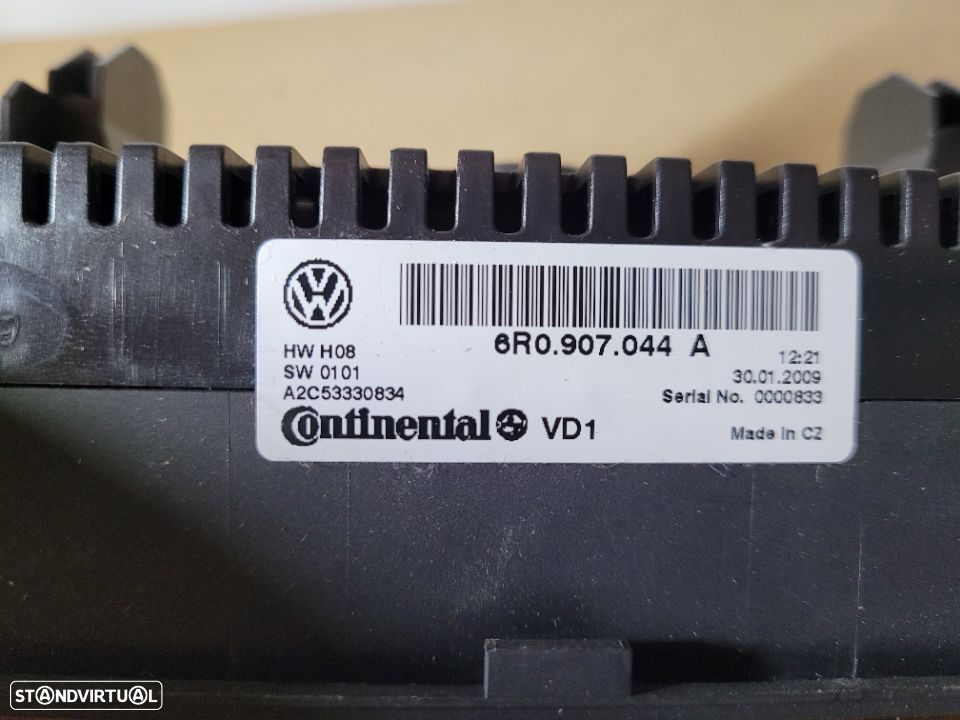 6R0.907.044 A
HW H08
SW 0101
A2C53330834
12:21
30.01.2009
Serial No. 0000833
Continental VD1
Made in CZ
STANDVIRTUAL